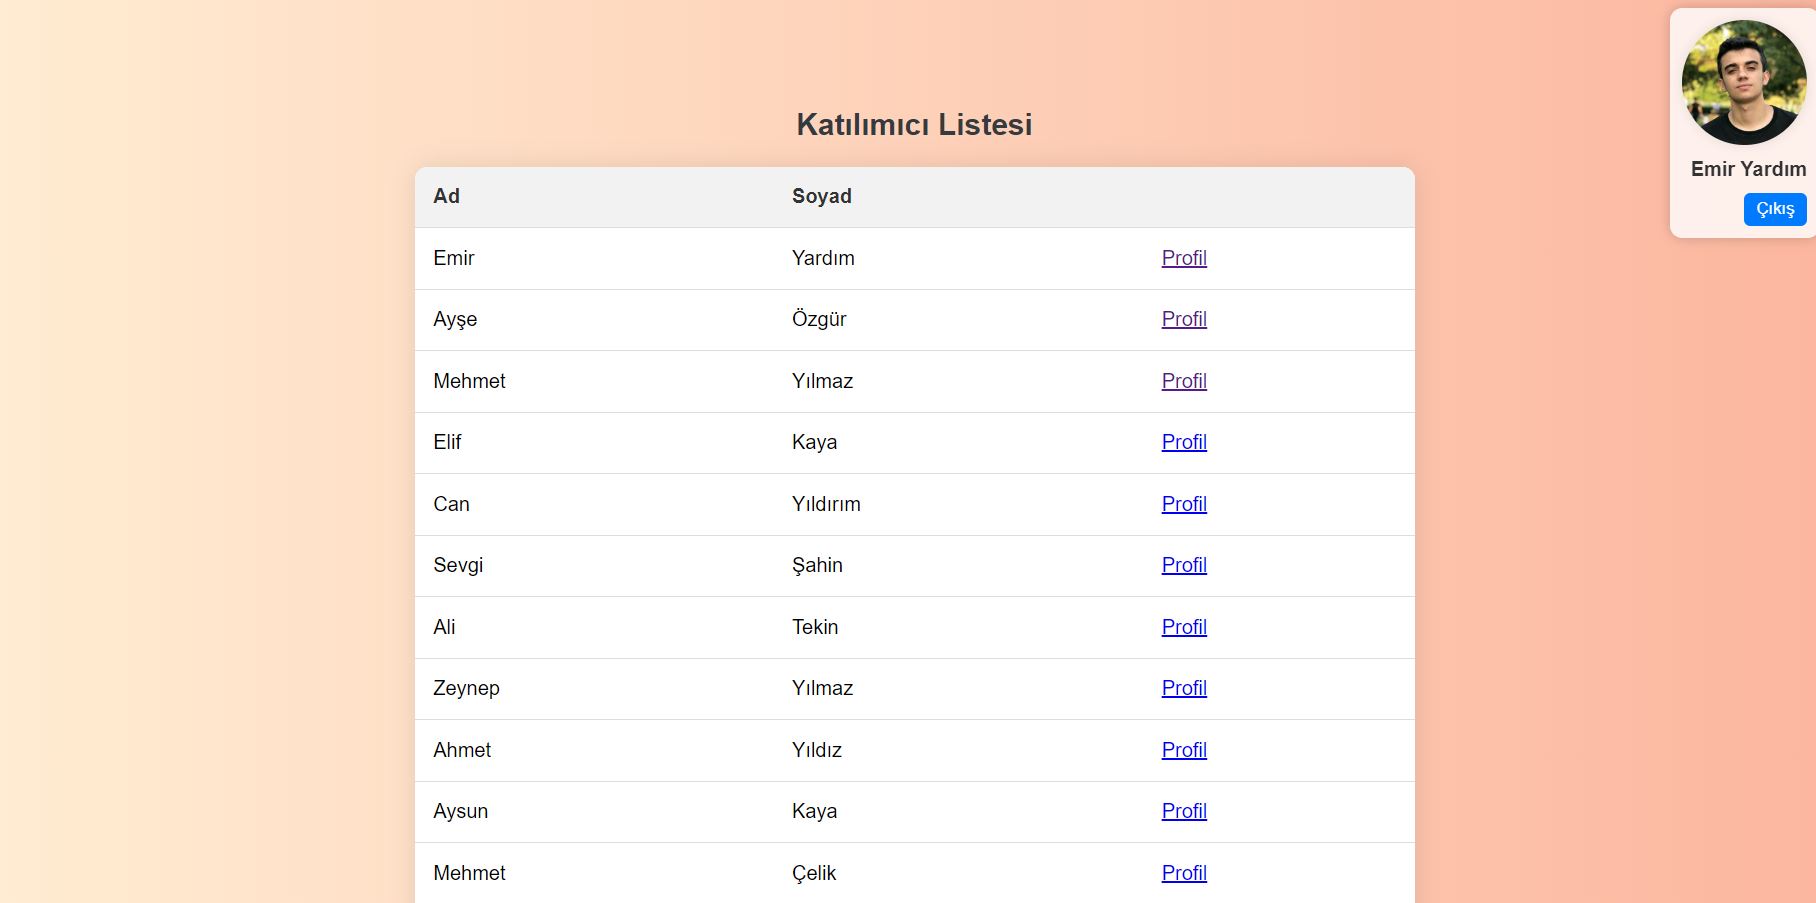 Katılımcı Listesi
Emir Yardım
Çıkış
Ad Soyad
Emir Yardım Profil
Ayşe Özgür Profil
Mehmet Yılmaz Profil
Elif Kaya Profil
Can Yıldırım Profil
Sevgi Şahin Profil
Ali Tekin Profil
Zeynep Yılmaz Profil
Ahmet Yıldız Profil
Aysun Kaya Profil
Mehmet Çelik Profil